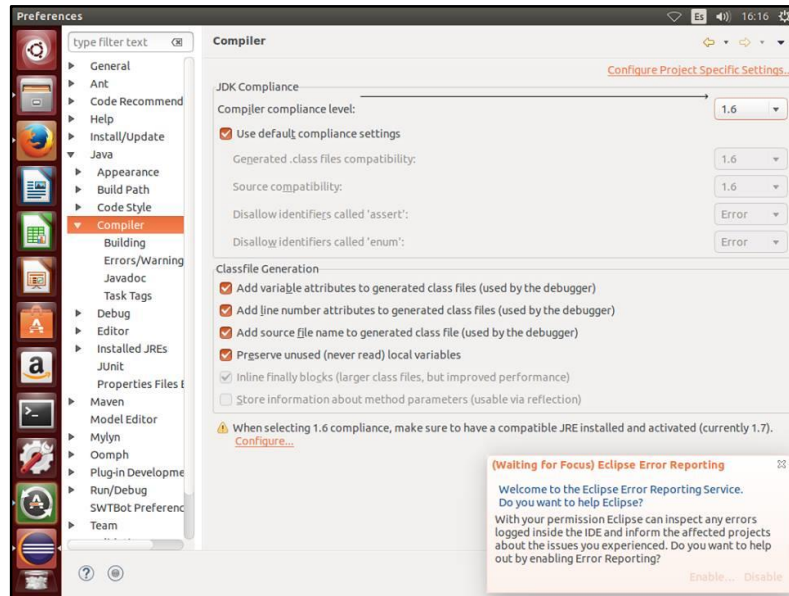 Preferences
Es
16:16
type filter text
Compiler
General
Ant
Code Recommend
Help
Install/Update
Java
Appearance
Build Path
Code Style
Compiler
Building
Errors/Warning
Javadoc
Task Tags
Debug
Editor
Installed JREs
JUnit
Properties Files E
Maven
Model Editor
Mylyn
Oomph
Plug-in Developme
Run/Debug
SWTBot Preferenc
Team
Configure Project Specific Settings..
JDK Compliance
Compiler compliance level: 1.6
Use default compliance settings
Generated .class files compatibility: 1.6
Source compatibility: 1.6
Disallow identifiers called 'assert': Error
Disallow identifiers called 'enum': Error
Classfile Generation
Add variable attributes to generated class files (used by the debugger)
Add line number attributes to generated class files (used by the debugger)
Add source file name to generated class file (used by the debugger)
Preserve unused (never read) local variables
Inline finally blocks (larger class files, but improved performance)
Store information about method parameters (usable via reflection)
When selecting 1.6 compliance, make sure to have a compatible JRE installed and activated (currently 1.7).
Configure...
(Waiting for Focus) Eclipse Error Reporting
Welcome to the Eclipse Error Reporting Service.
Do you want to help Eclipse?
With your permission Eclipse can inspect any errors
logged inside the IDE and inform the affected projects
about the issues you experienced. Do you want to help
out by enabling Error Reporting?
Enable... Disable